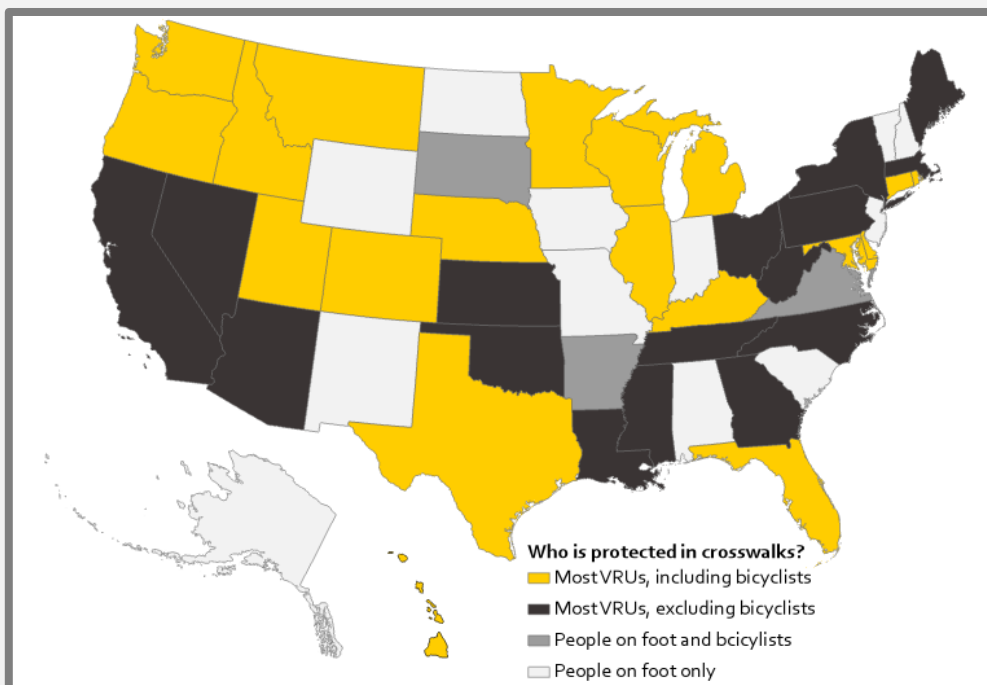 Who is protected in crosswalks?
Most VRUs, including bicyclists
Most VRUs, excluding bicyclists
People on foot and bcicylists
People on foot only